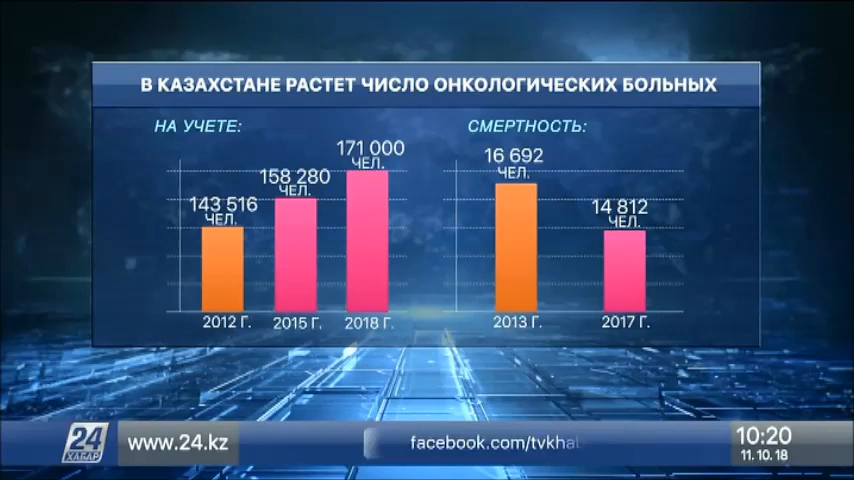 В КАЗАХСТАНЕ РАСТЕТ ЧИСЛО ОНКОЛОГИЧЕСКИХ БОЛЬНЫХ
НА УЧЕТЕ:
143 516
ЧЕЛ.
158 280
ЧЕЛ.
171 000
ЧЕЛ.
2012 Г.
2015 Г.
2018 Г.
СМЕРТНОСТЬ:
16 692
ЧЕЛ.
14 812
ЧЕЛ.
2013 Г.
2017 Г.
24
ХАБАР
www.24.kz
facebook.com/tvkha
10:20
11. 10. 18